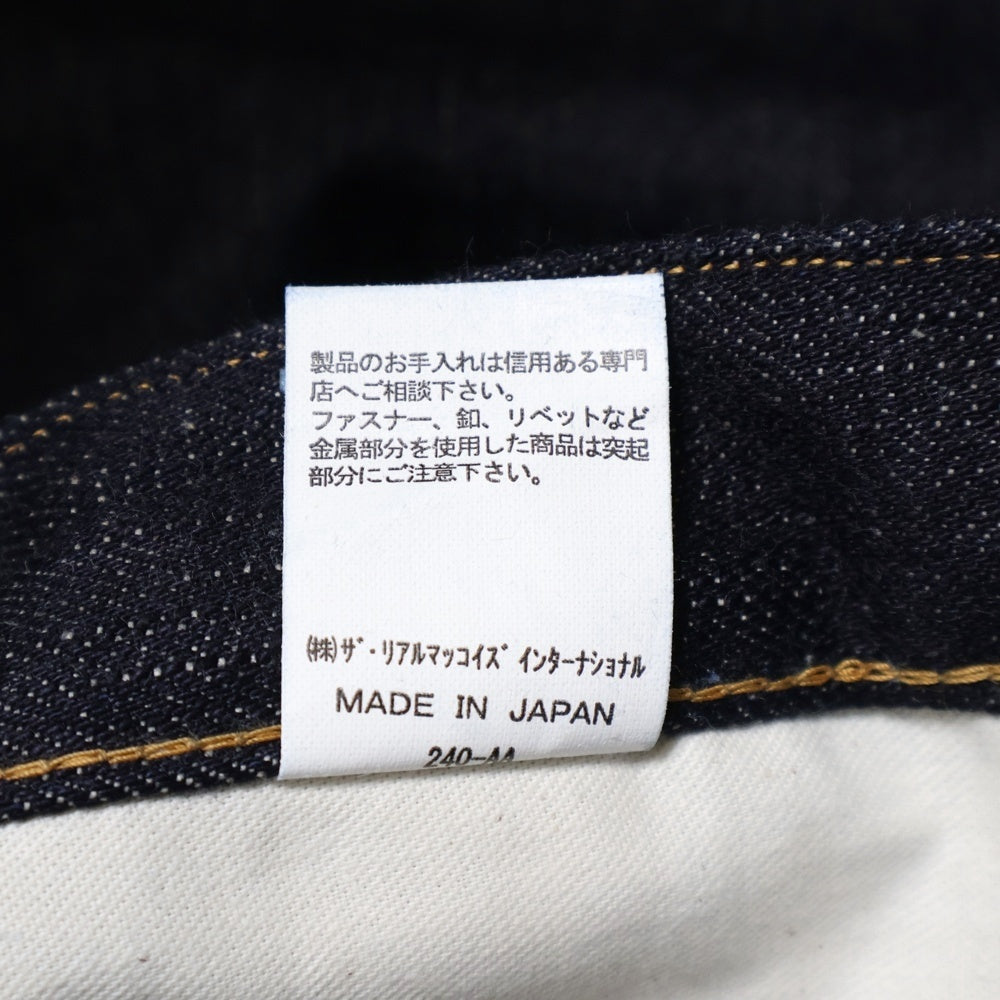 製品のお手入れは信用ある専門
店へご相談下さい。
ファスナー、釦、リベットなど
金属部分を使用した商品は突起
部分にご注意下さい。
㈱ザ・リアルマッコイズ インターナショナル
MADE IN JAPAN